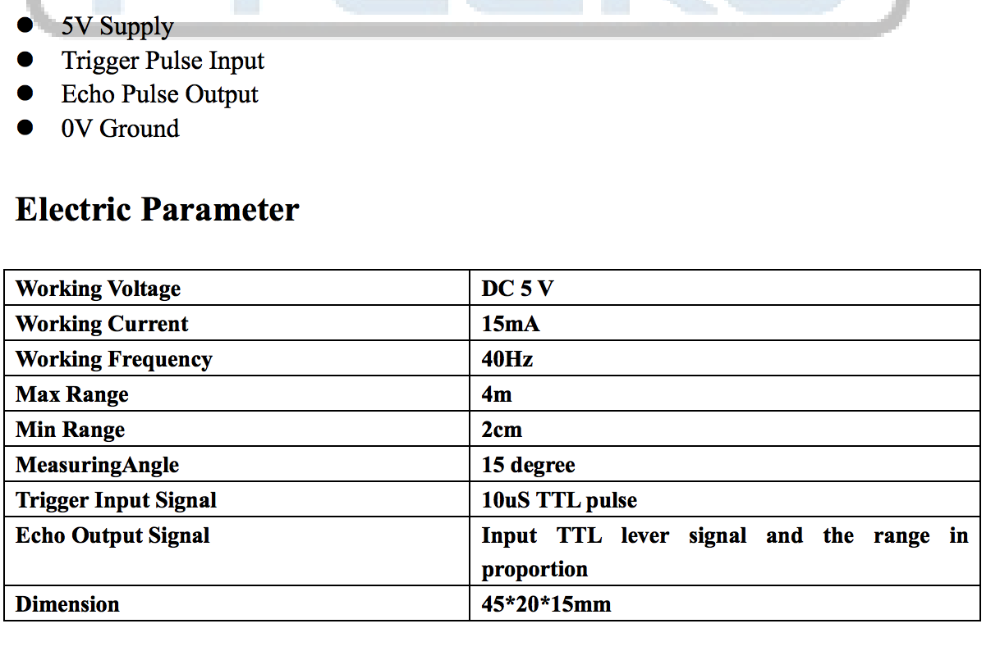 5V Supply
Trigger Pulse Input
Echo Pulse Output
0V Ground
Electric Parameter
Working Voltage DC 5 V
Working Current 15mA
Working Frequency 40Hz
Max Range 4m
Min Range 2cm
MeasuringAngle 15 degree
Trigger Input Signal 10uS TTL pulse
Echo Output Signal Input TTL lever signal and the range in
proportion
Dimension 45*20*15mm